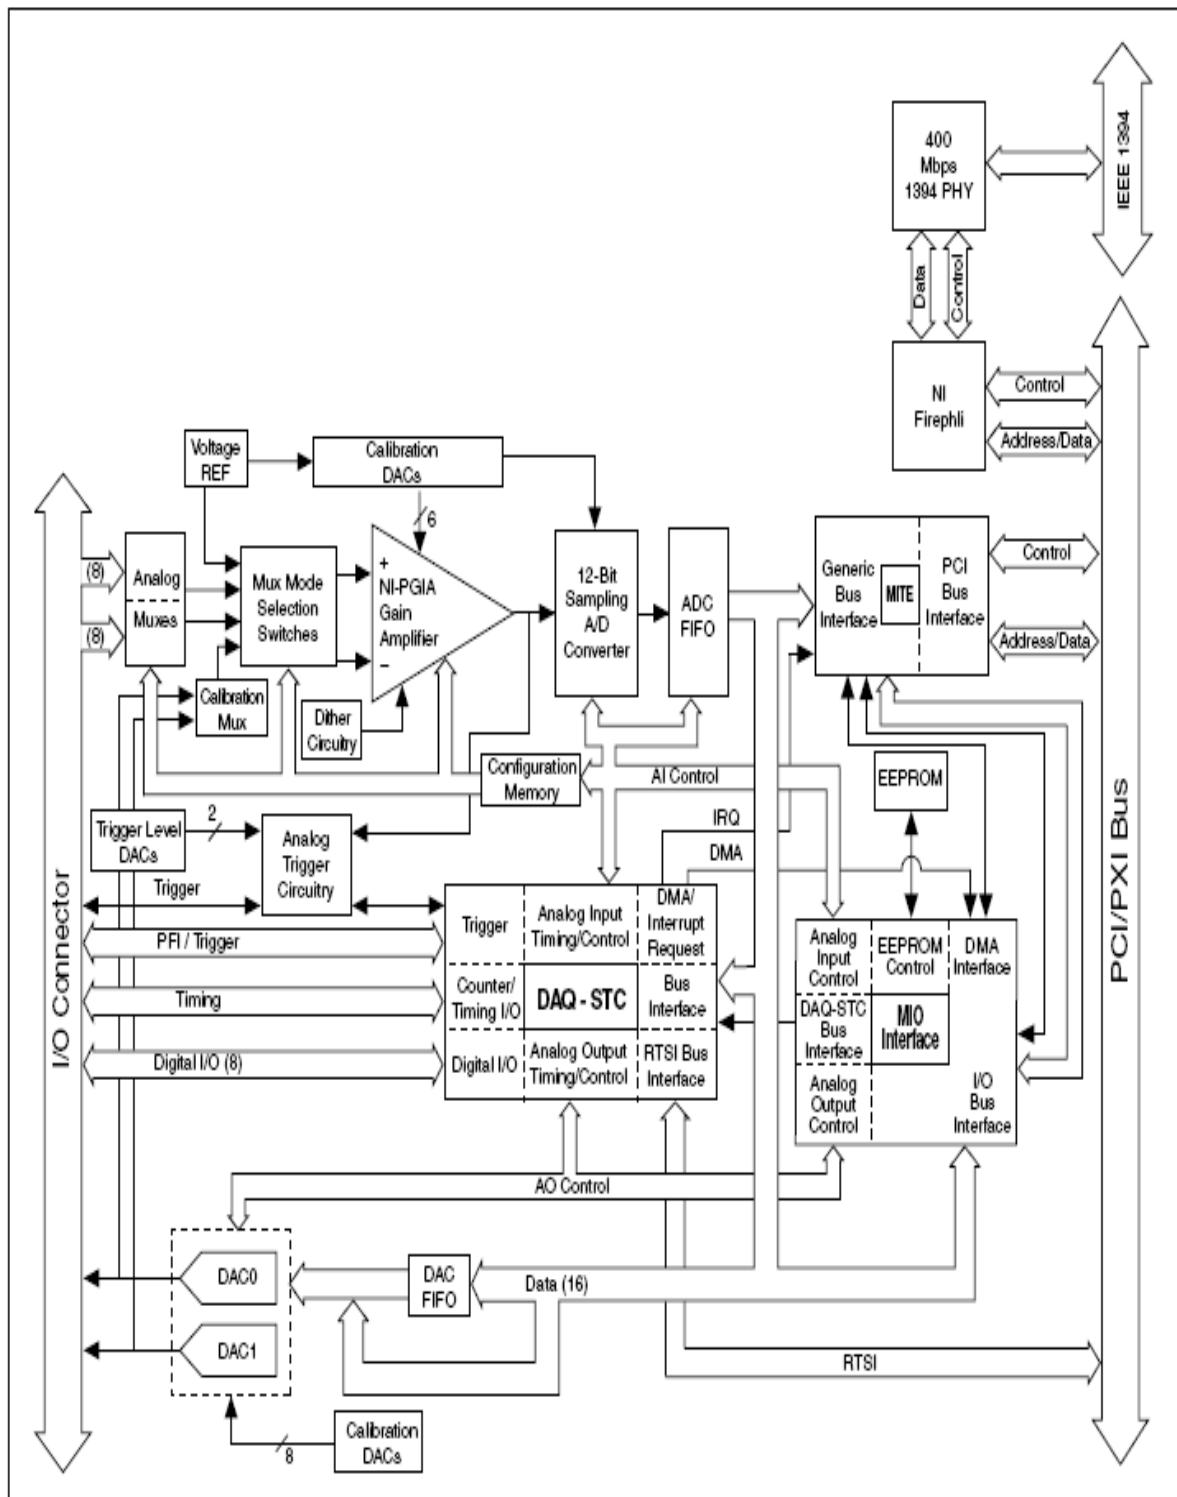 400
Mbps
1394 PHY
IEEE 1394
Data
Control
NI
Firephli
Control
Address/Data
Voltage
REF
Calibration
DACs
6
(8)
(8)
Analog
Muxes
Mux Mode
Selection
Switches
+
NI-PGIA
Gain
Amplifier
−
12-Bit
Sampling
A/D
Converter
ADC
FIFO
Generic
Bus
Interface
MITE
PCI
Bus
Interface
Control
Address/Data
Calibration
Mux
Dither
Circuitry
Configuration
Memory
AI Control
EEPROM
IRQ
DMA
Trigger Level
DACs
2
Analog
Trigger
Circuitry
Trigger
PFI / Trigger
Timing
Digital I/O (8)
I/O Connector
PCI/PXI Bus
Trigger
Analog Input
Timing/Control
DMA/
Interrupt
Request
Counter/
Timing I/O
DAQ - STC
Bus
Interface
Digital I/O
Analog Output
Timing/Control
RTSI Bus
Interface
Analog
Input
Control
EEPROM
Control
DMA
Interface
DAQ-STC
Bus
Interface
MIO
Interface
Analog
Output
Control
I/O
Bus
Interface
AO Control
DAC0
DAC1
DAC
FIFO
Data (16)
RTSI
Calibration
DACs
8